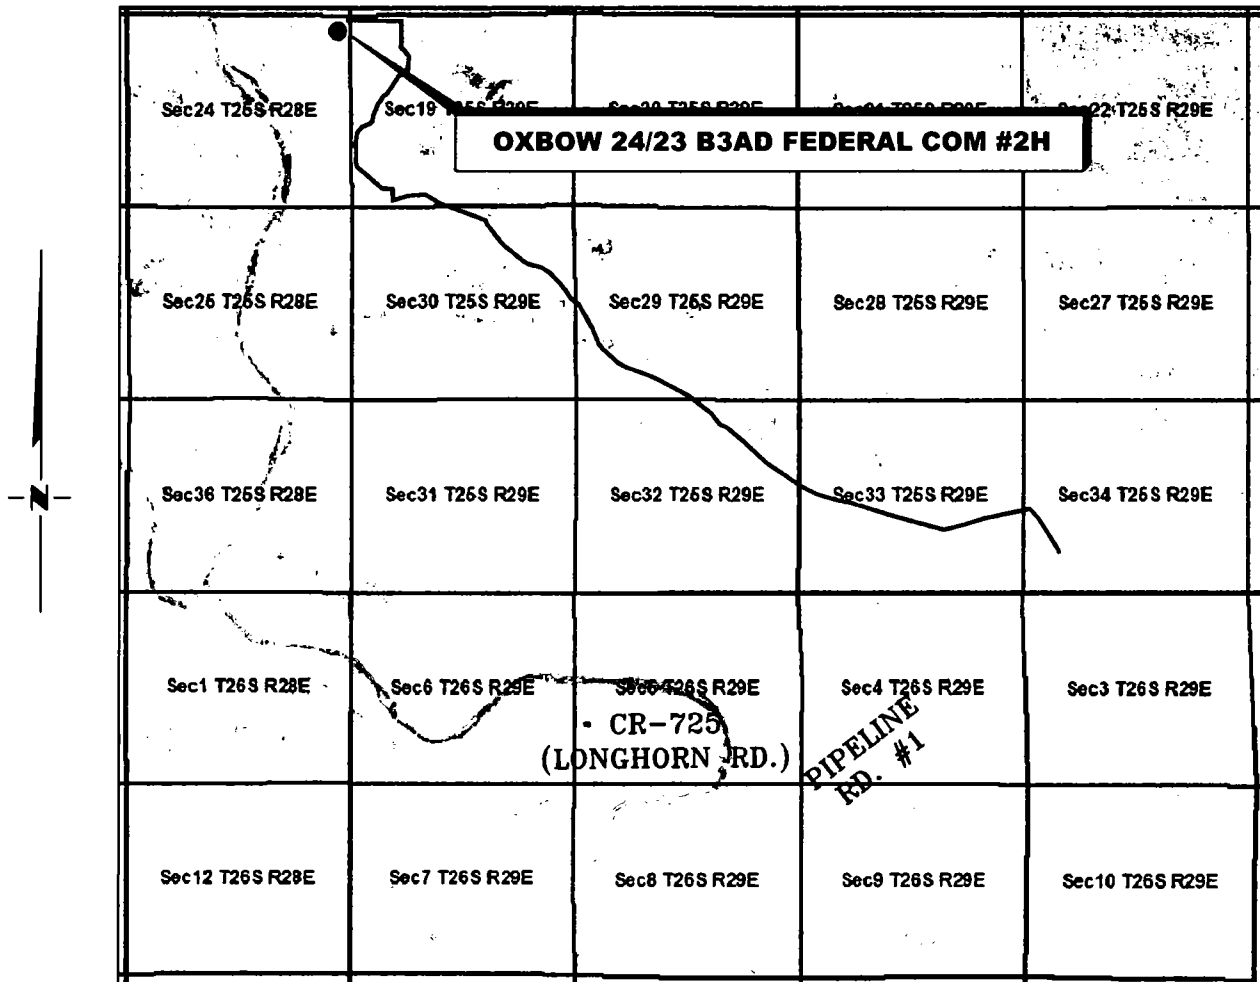 Sec24 T25S R28E
Sec19
22 T25S R29E
OXBOW 24/23 B3AD FEDERAL COM #2H
Sec25 T25S R28E
Sec30 T25S R29E
Sec29 T25S R29E
Sec28 T25S R29E
Sec27 T25S R29E
N
Sec36 T25S R28E
Sec31 T25S R29E
Sec32 T25S R29E
Sec33 T25S R29E
Sec34 T25S R29E
Sec1 T26S R28E
Sec6 T26S R29E
Sec5 T26S R29E
Sec4 T26S R29E
Sec3 T26S R29E
CR-725
(LONGHORN RD.)
PIPELINE
RD. #1
Sec12 T26S R28E
Sec7 T26S R29E
Sec8 T26S R29E
Sec9 T26S R29E
Sec10 T26S R29E